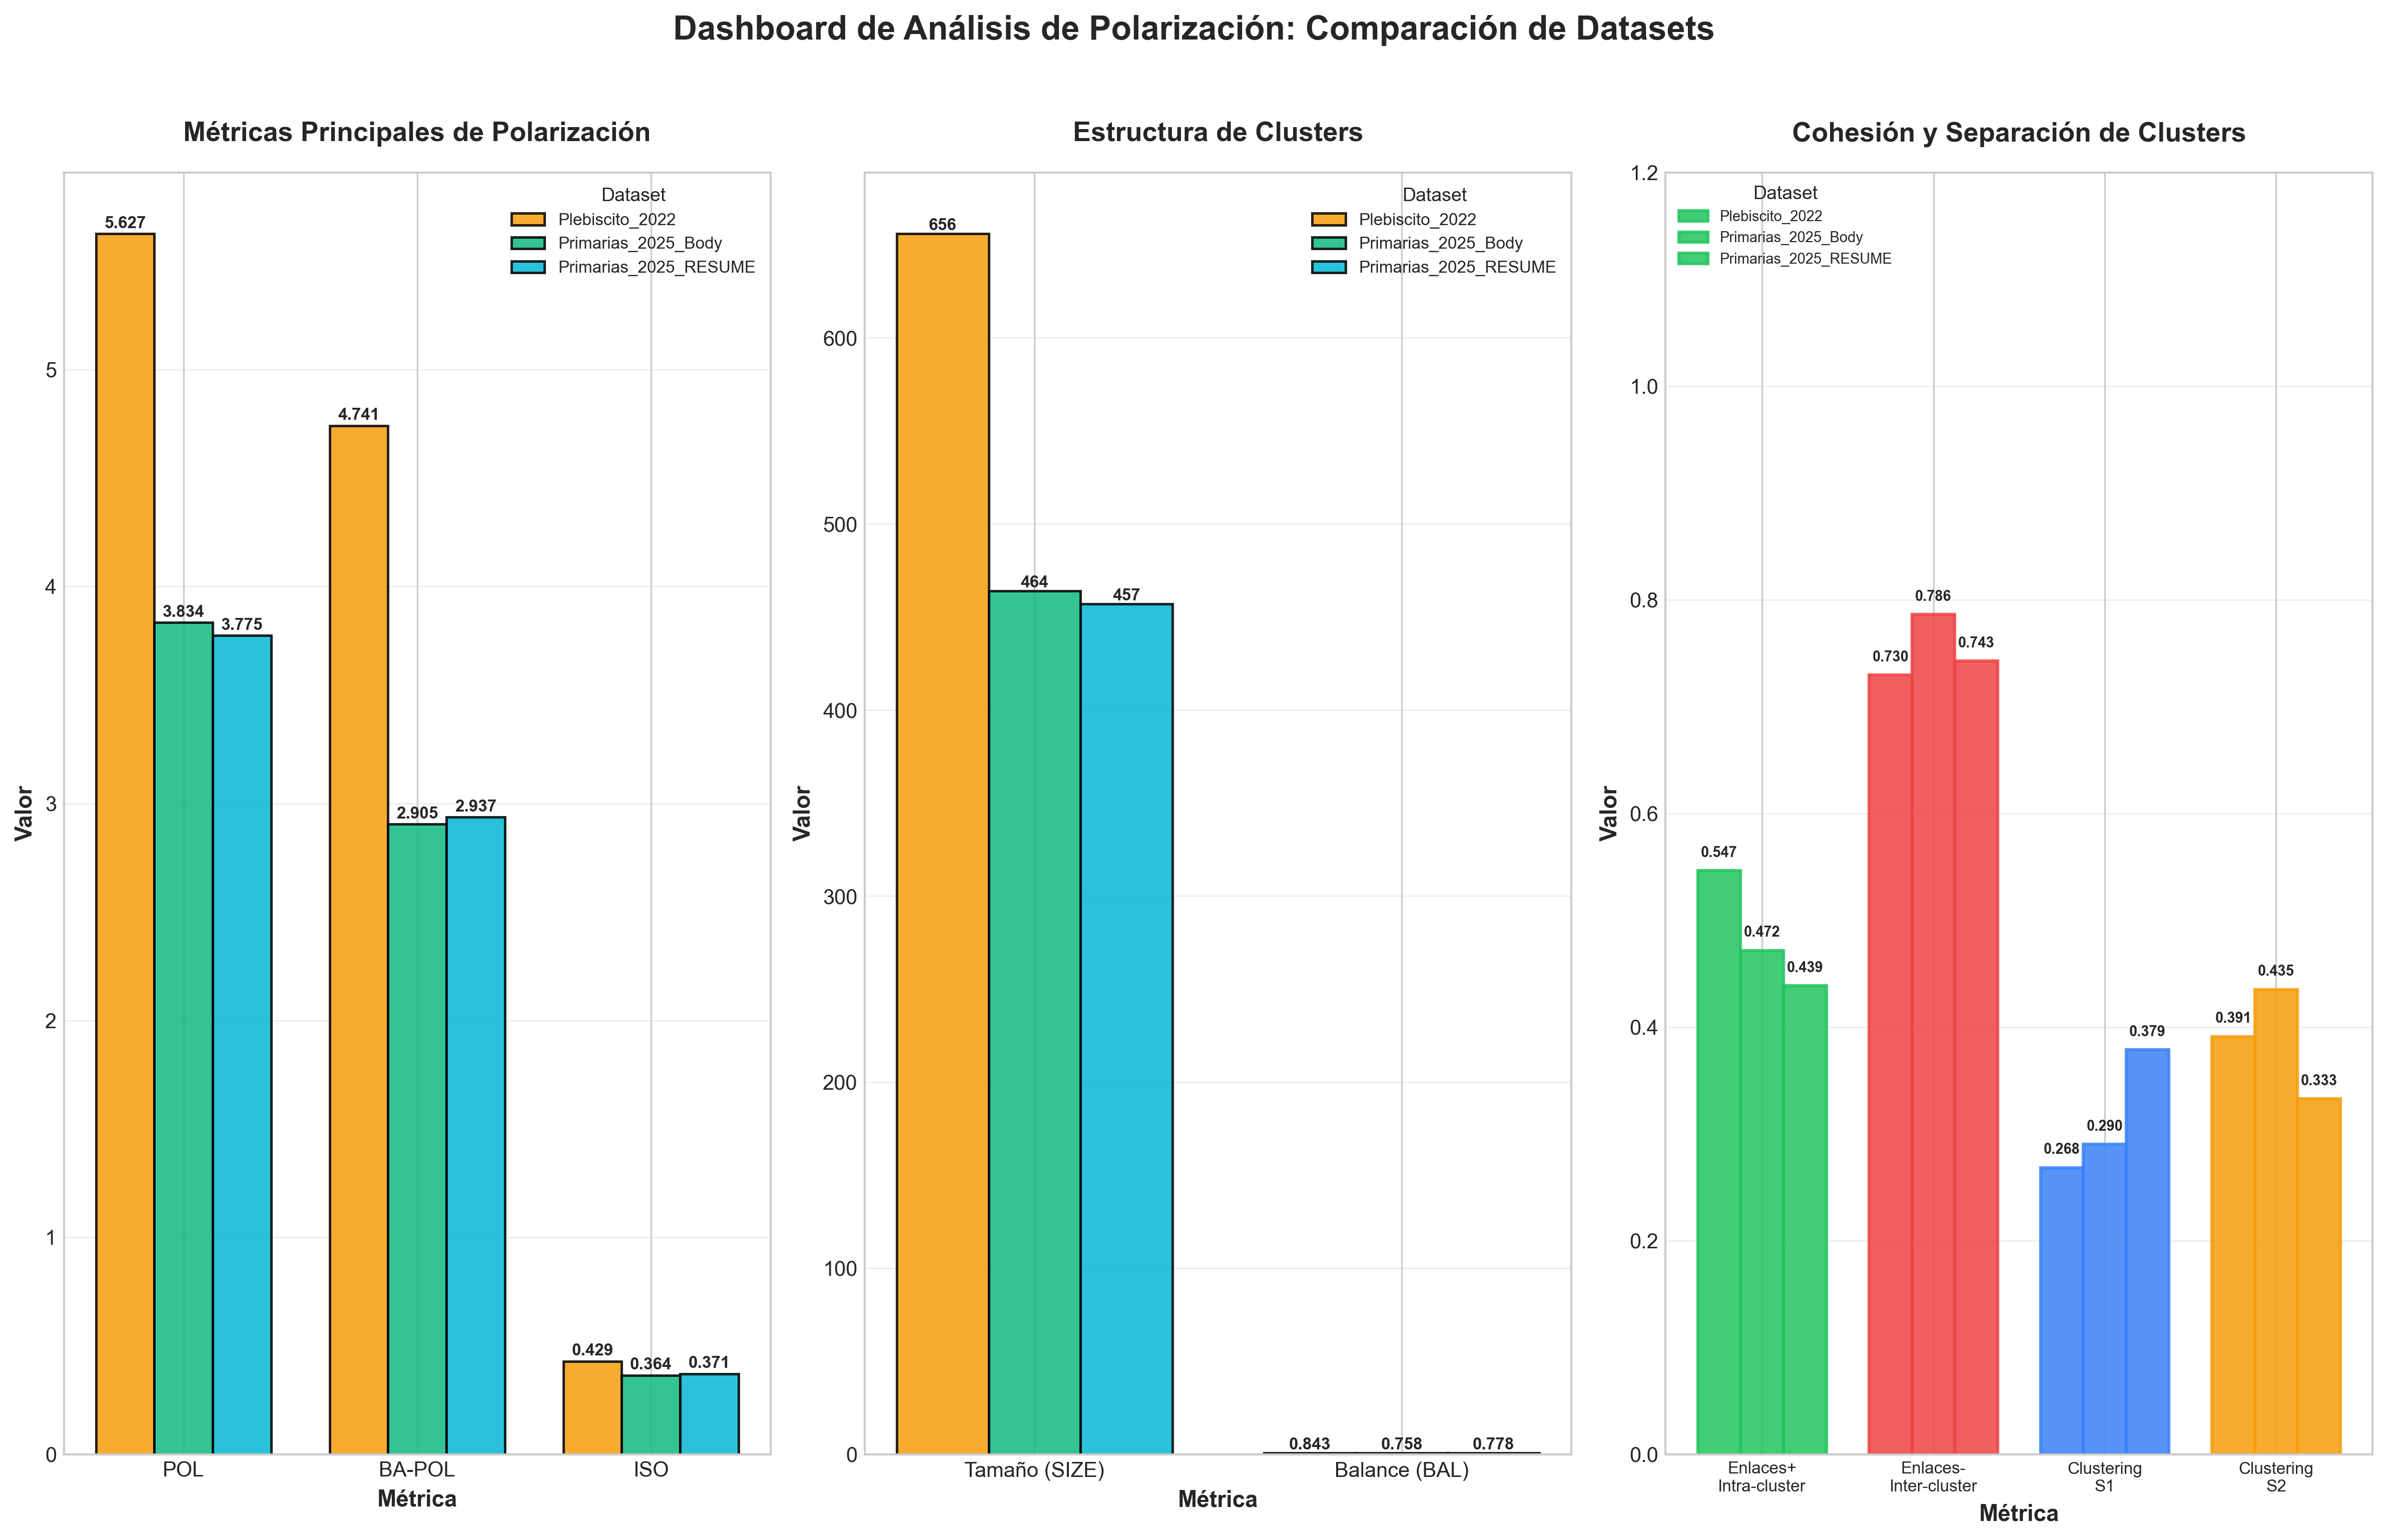 Dashboard de Análisis de Polarización: Comparación de Datasets
Métricas Principales de Polarización
Dataset
Plebiscito_2022
Primarias_2025_Body
Primarias_2025_RESUME
5.627
3.834
3.775
4.741
2.905
2.937
0.429
0.364
0.371
5
4
3
2
1
0
Valor
POL
BA-POL
ISO
Métrica
Estructura de Clusters
Dataset
Plebiscito_2022
Primarias_2025_Body
Primarias_2025_RESUME
656
464
457
0.843
0.758
0.778
600
500
400
300
200
100
0
Valor
Tamaño (SIZE)
Balance (BAL)
Métrica
Cohesión y Separación de Clusters
Dataset
Plebiscito_2022
Primarias_2025_Body
Primarias_2025_RESUME
0.547
0.472
0.439
0.730
0.786
0.743
0.268
0.290
0.379
0.391
0.435
0.333
1.2
1.0
0.8
0.6
0.4
0.2
0.0
Valor
Enlaces+
Intra-cluster
Enlaces-
Inter-cluster
Clustering
S1
Clustering
S2
Métrica